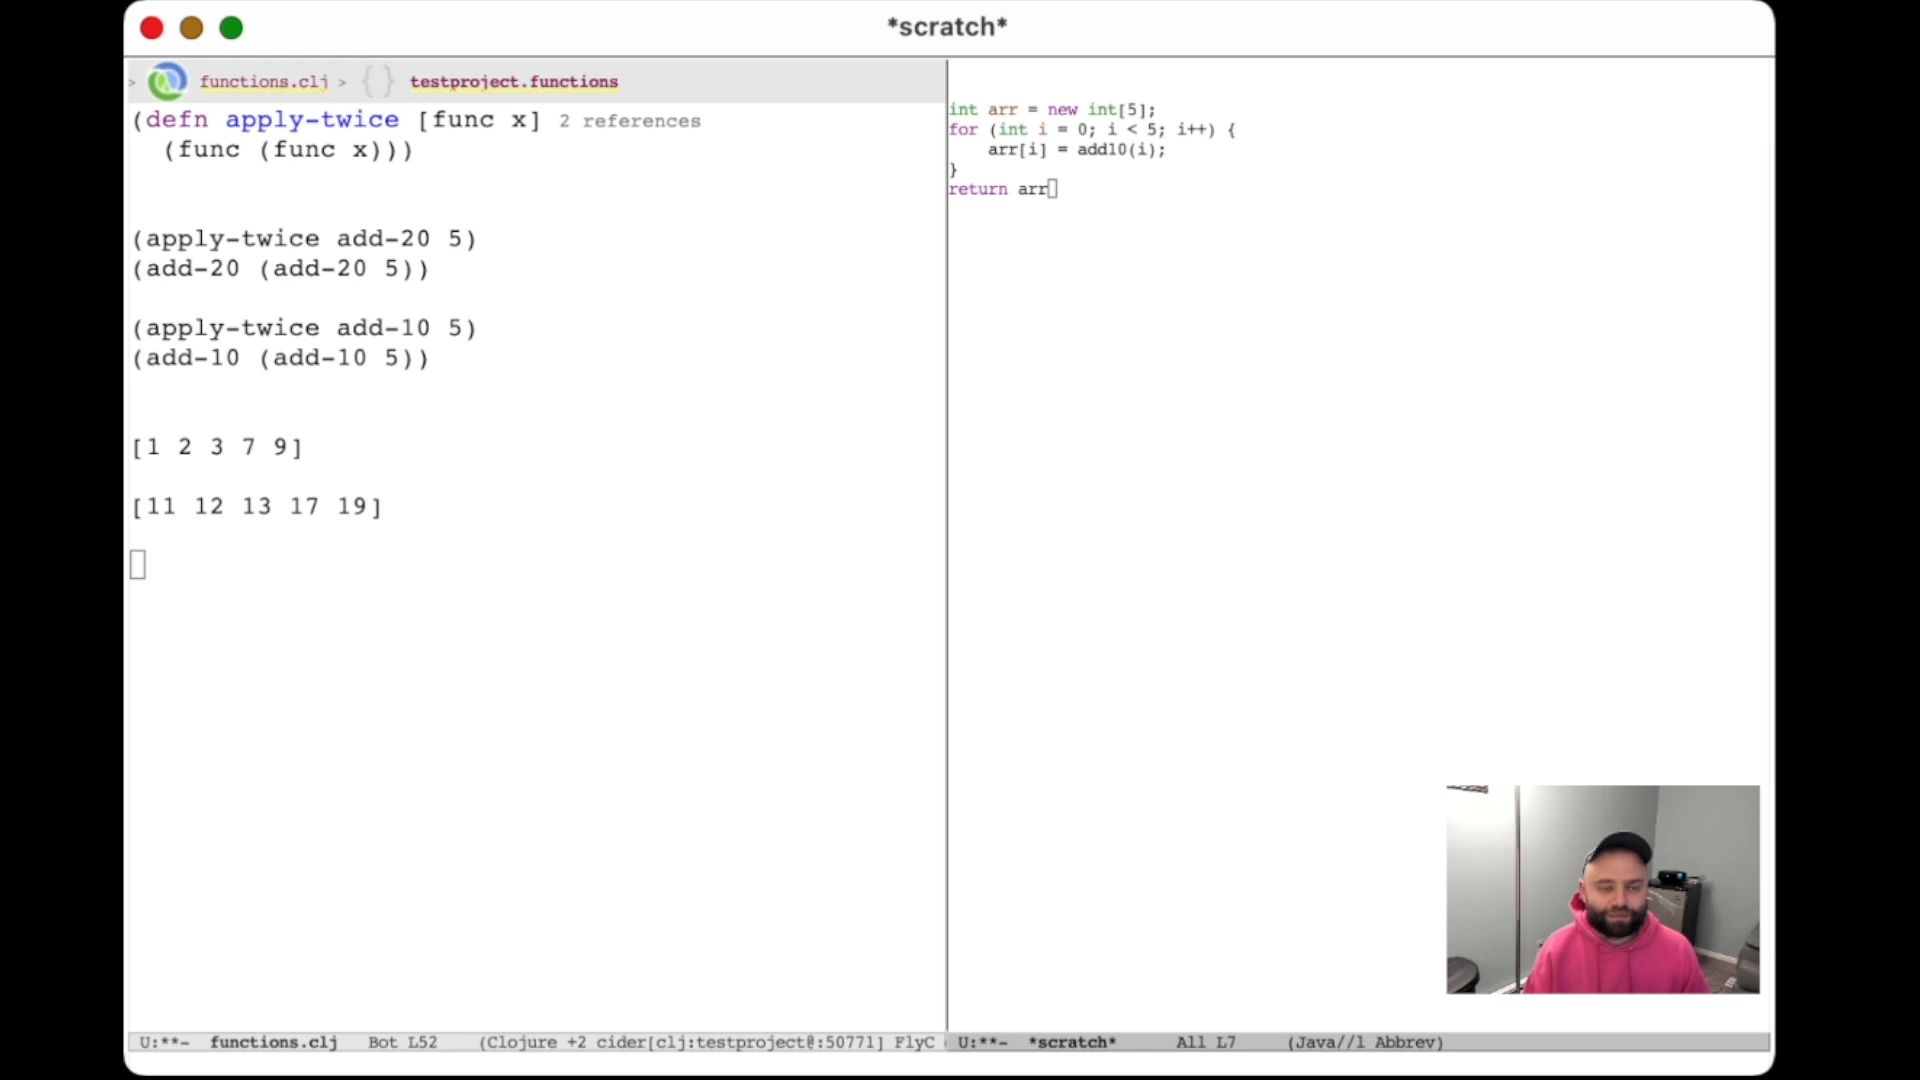 *scratch*
> functions.clj > { } testproject.functions
(defn apply-twice [func x] 2 references
  (func (func x)))
(apply-twice add-20 5)
(add-20 (add-20 5))
(apply-twice add-10 5)
(add-10 (add-10 5))
[1 2 3 7 9]
[11 12 13 17 19]
int arr = new int[5];
for (int i = 0; i < 5; i++) {
    arr[i] = add10(i);
}
return arr
U:**-  functions.clj   Bot L52    (Clojure +2 cider[clj:testproject@:50771] FlyC
U:**-  *scratch*      All L7     (Java//l Abbrev)